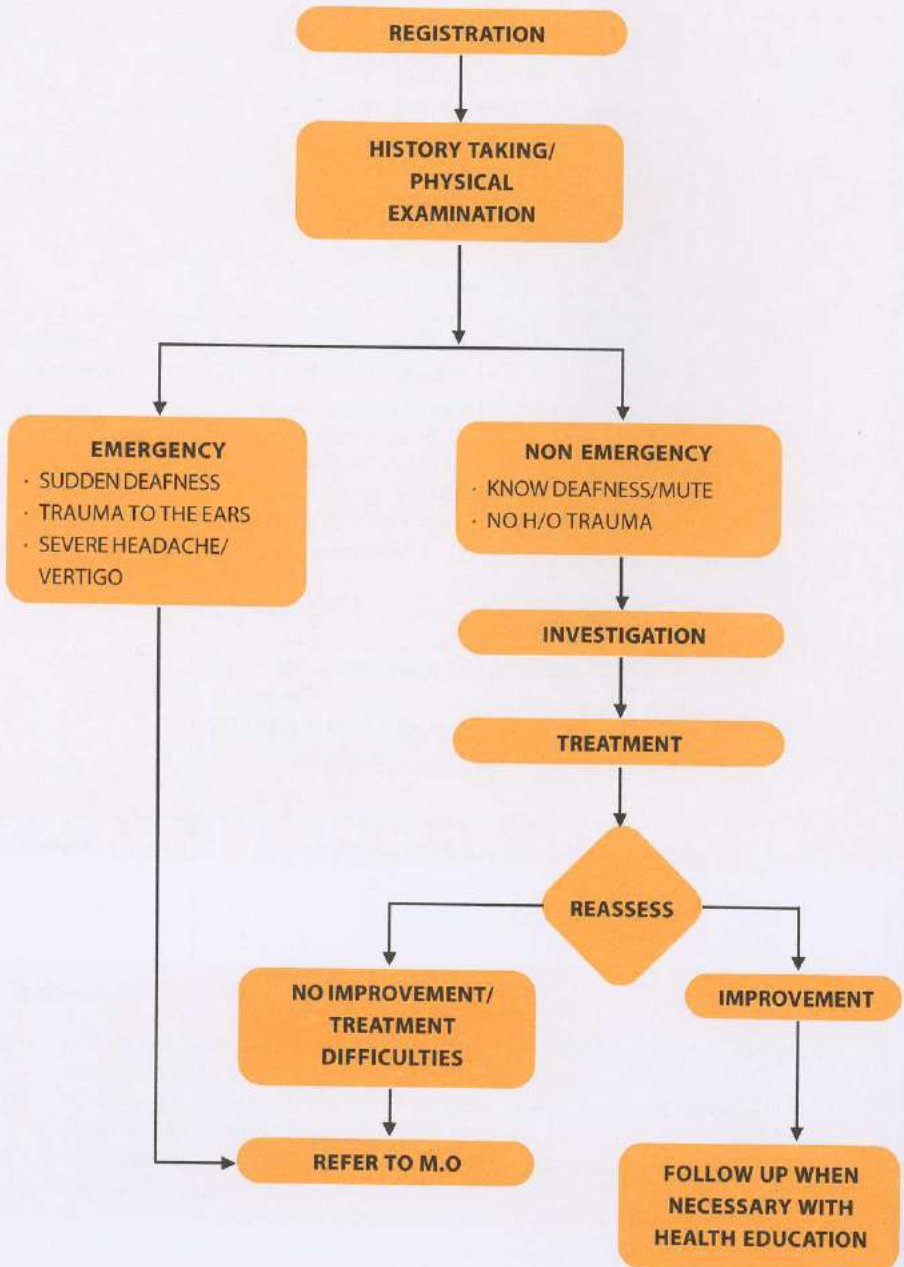 REGISTRATION
HISTORY TAKING/
PHYSICAL
EXAMINATION
EMERGENCY
· SUDDEN DEAFNESS
· TRAUMA TO THE EARS
· SEVERE HEADACHE/
VERTIGO
NON EMERGENCY
· KNOW DEAFNESS/MUTE
· NO H/O TRAUMA
INVESTIGATION
TREATMENT
REASSESS
NO IMPROVEMENT/
TREATMENT
DIFFICULTIES
IMPROVEMENT
REFER TO M.O
FOLLOW UP WHEN
NECESSARY WITH
HEALTH EDUCATION